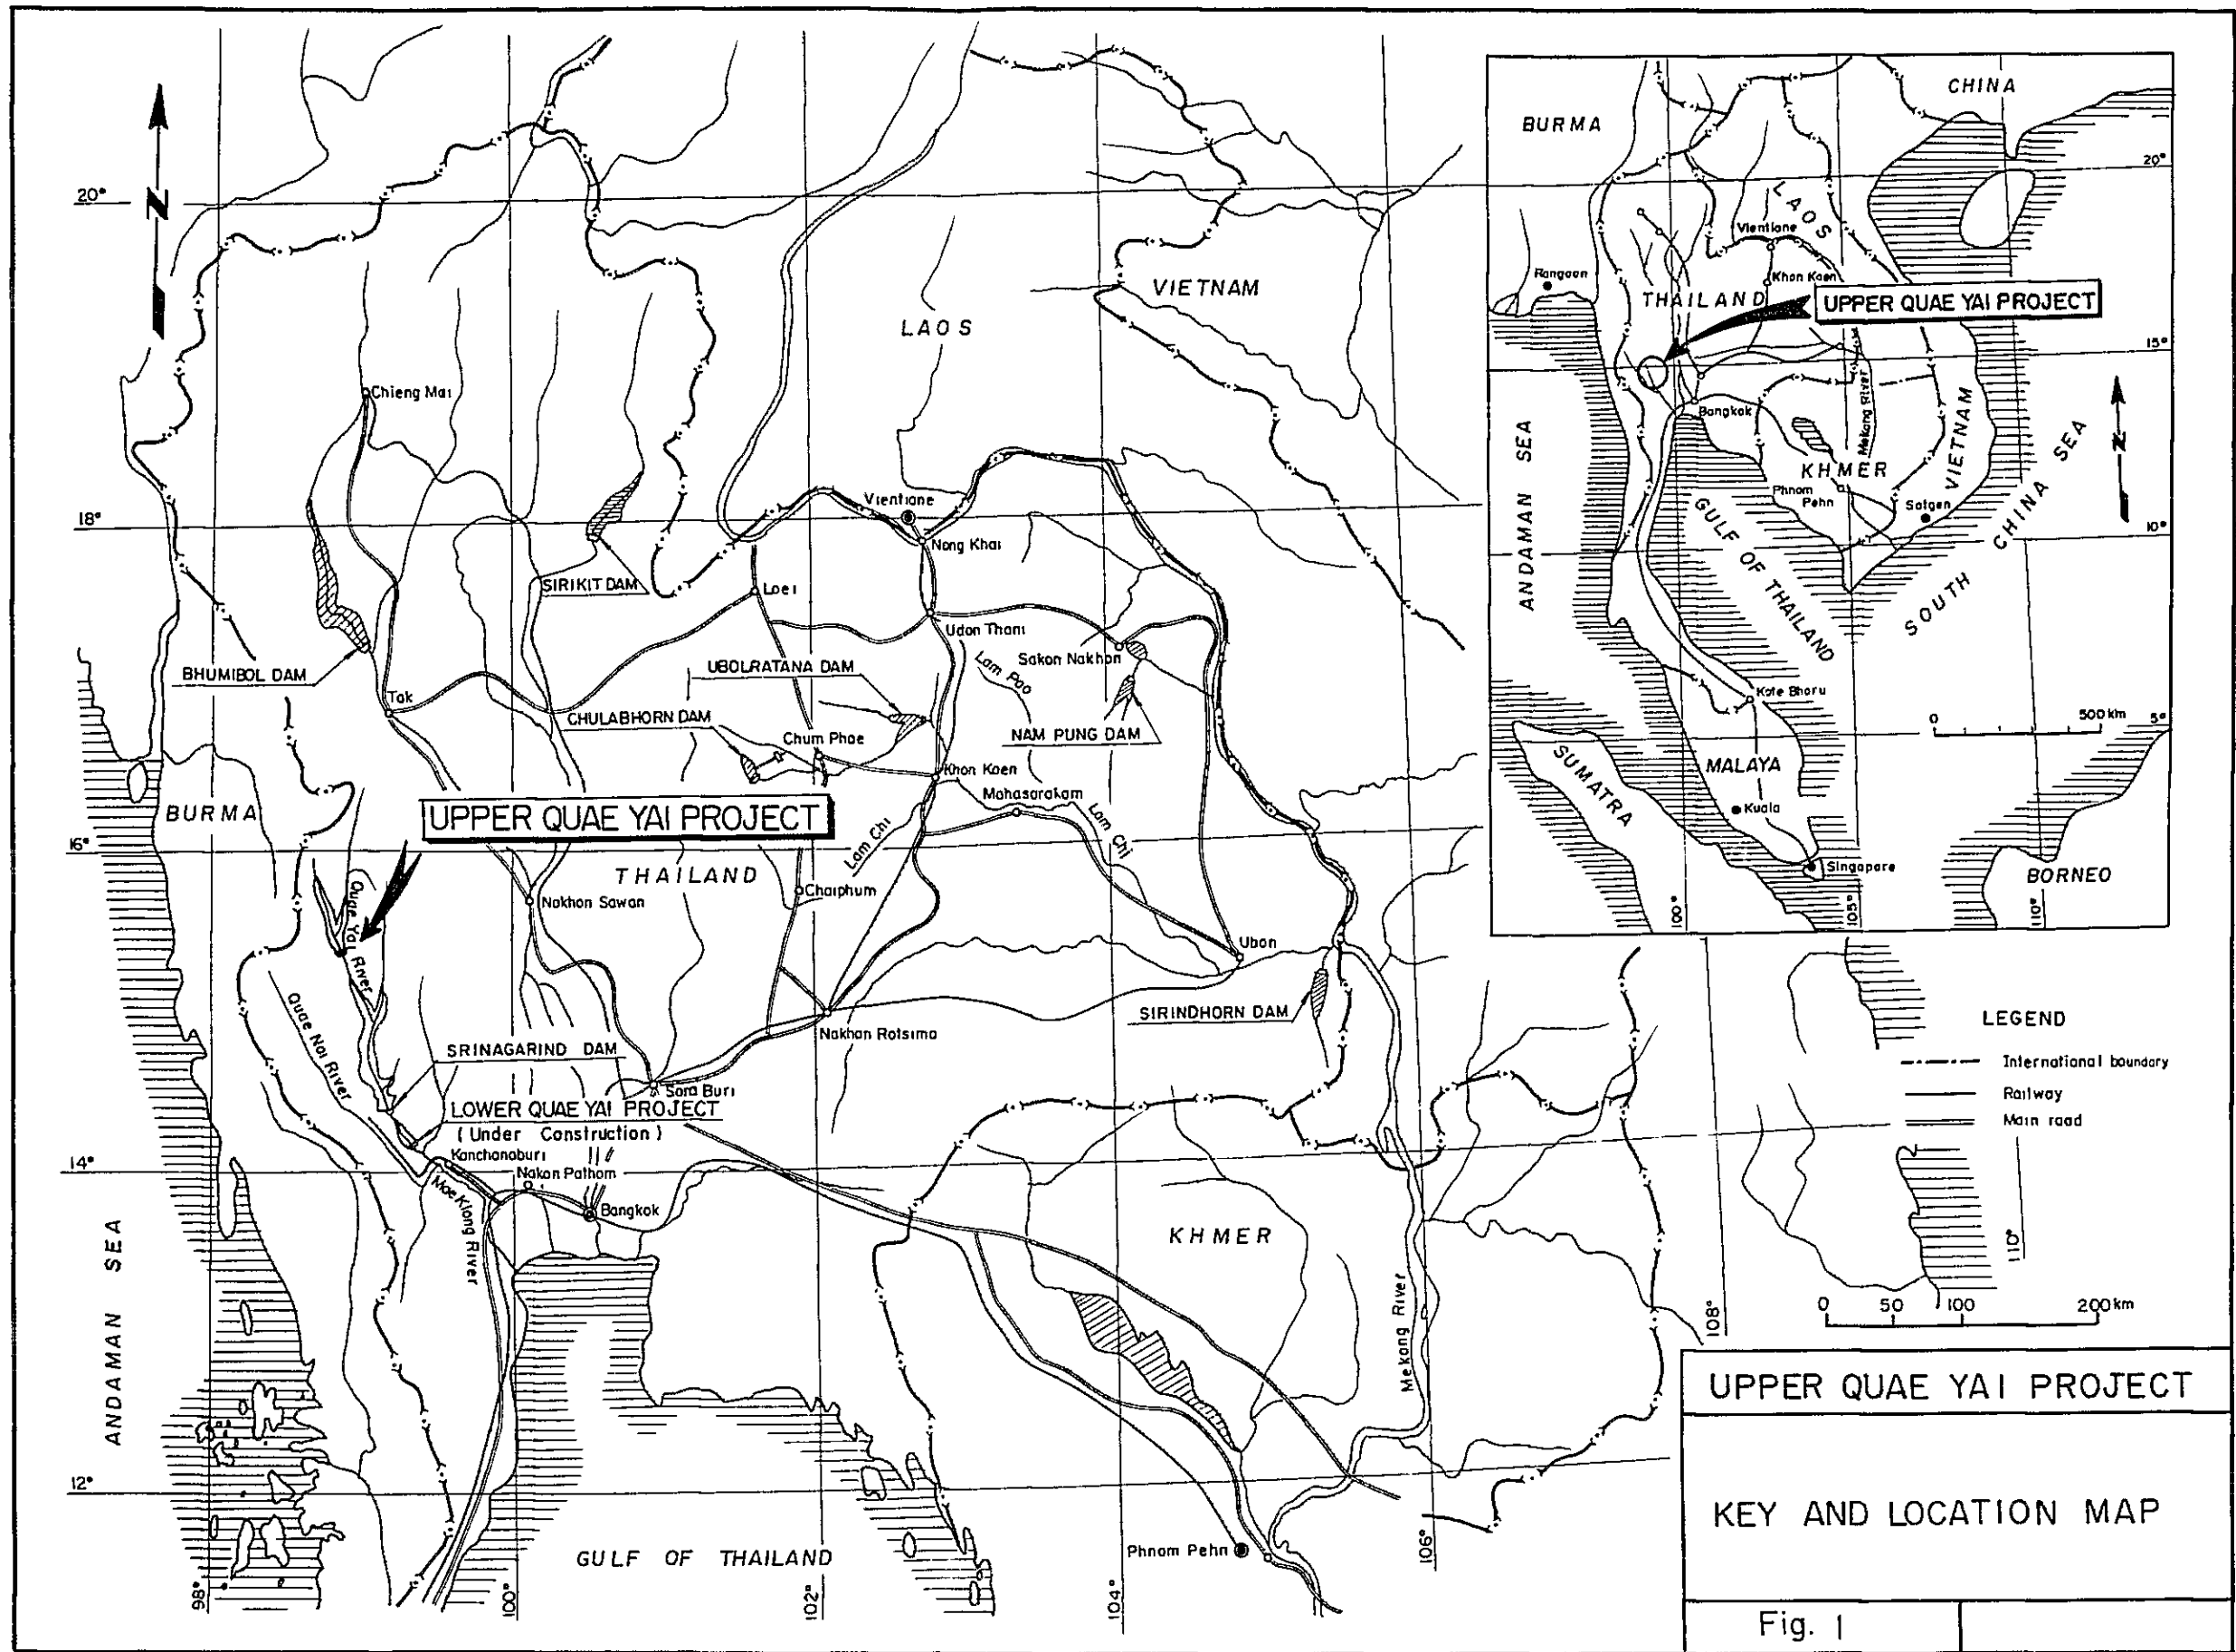 N
20°
18°
16°
14°
12°
98°
100°
102°
104°
106°
108°
110°
LAOS
VIETNAM
Chieng Mai
Vientiane
Nong Khai
SIRIKIT DAM
Loei
Udon Thani
Sakon Nakhon
Lam Pao
BHUMIBOL DAM
UBOLRATANA DAM
Tak
CHULABHORN DAM
Chum Phae
NAM PUNG DAM
Khon Kaen
Mahasarakam
BURMA
UPPER QUAE YAI PROJECT
Lam Chi
Lam Chi
THAILAND
Chaiphum
Nakhon Sawan
Quae Yai River
Ubon
Quae Noi River
SIRINDHORN DAM
Nakhon Ratsima
SRINAGARIND DAM
Sara Buri
LOWER QUAE YAI PROJECT
( Under Construction )
Kanchanaburi
Nakon Pathom
Mae Klong River
Bangkok
KHMER
Mekong River
ANDAMAN SEA
GULF OF THAILAND
Phnom Pehn
CHINA
BURMA
20°
LAOS
Vientiane
Rangoon
Khon Kaen
THAILAND
UPPER QUAE YAI PROJECT
15°
Bangkok
Mekong River
VIETNAM
KHMER
Phnom
Pehn
Saigon
N
ANDAMAN SEA
GULF OF THAILAND
SOUTH CHINA SEA
10°
Kote Bharu
0 500 km
5°
SUMATRA
MALAYA
Kuala
Singapore
BORNEO
100°
105°
110°
LEGEND
International boundary
Railway
Main road
0 50 100 200 km
UPPER QUAE YAI PROJECT
KEY AND LOCATION MAP
Fig. 1